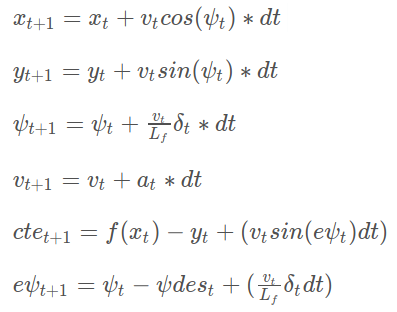 x_{t+1} = x_t + v_t cos(ψ_t) * dt
y_{t+1} = y_t + v_t sin(ψ_t) * dt
ψ_{t+1} = ψ_t + \frac{v_t}{L_f} δ_t * dt
v_{t+1} = v_t + a_t * dt
cte_{t+1} = f(x_t) − y_t + (v_t sin(eψ_t)dt)
eψ_{t+1} = ψ_t − ψdes_t + (\frac{v_t}{L_f} δ_t dt)